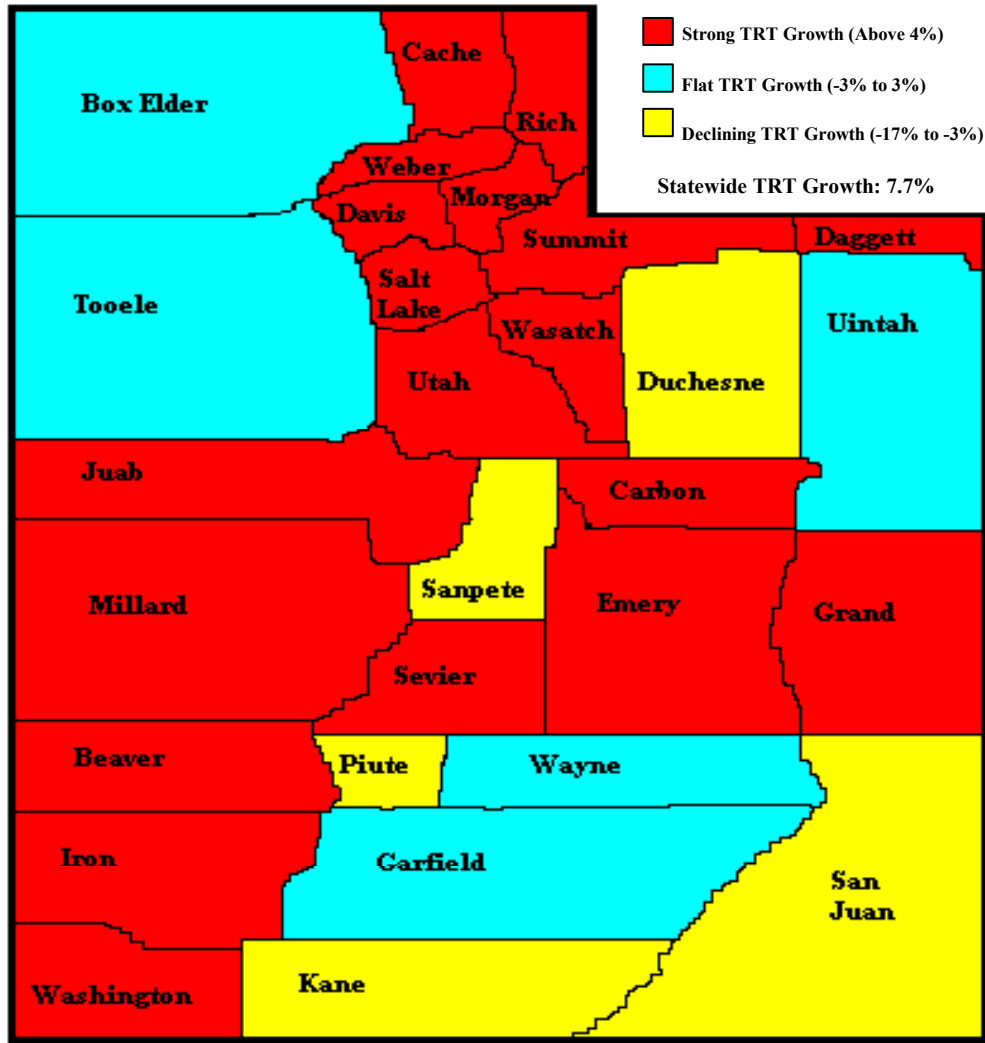 Strong TRT Growth (Above 4%)
Flat TRT Growth (-3% to 3%)
Declining TRT Growth (-17% to -3%)
Statewide TRT Growth: 7.7%
Cache
Box Elder
Rich
Weber
Morgan
Davis
Summit
Daggett
Salt
Lake
Tooele
Wasatch
Uintah
Utah
Duchesne
Juab
Carbon
Sanpete
Millard
Emery
Grand
Sevier
Beaver
Piute
Wayne
Iron
Garfield
San
Juan
Kane
Washington